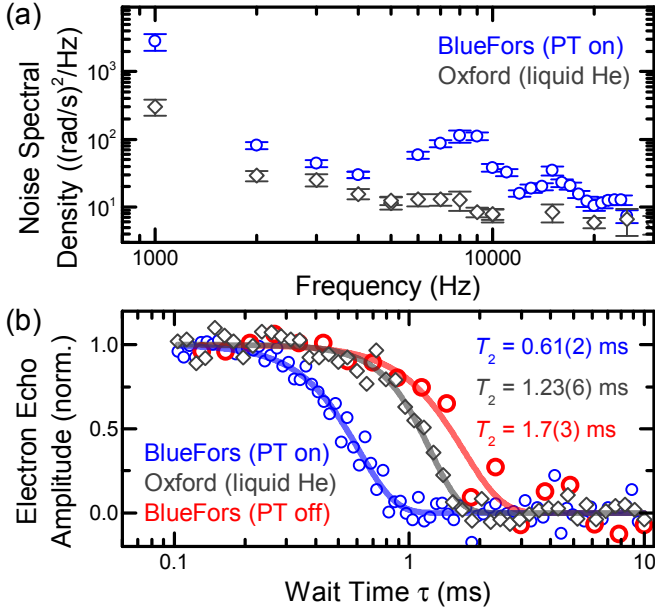 (a)
BlueFors (PT on)
Oxford (liquid He)
10³
10²
10¹
Noise Spectral
Density ((rad/s)²/Hz)
1000
10000
Frequency (Hz)
(b)
1.0
0.5
0.0
Electron Echo
Amplitude (norm.)
T₂ = 0.61(2) ms
T₂ = 1.23(6) ms
T₂ = 1.7(3) ms
BlueFors (PT on)
Oxford (liquid He)
BlueFors (PT off)
0.1
1
10
Wait Time τ (ms)